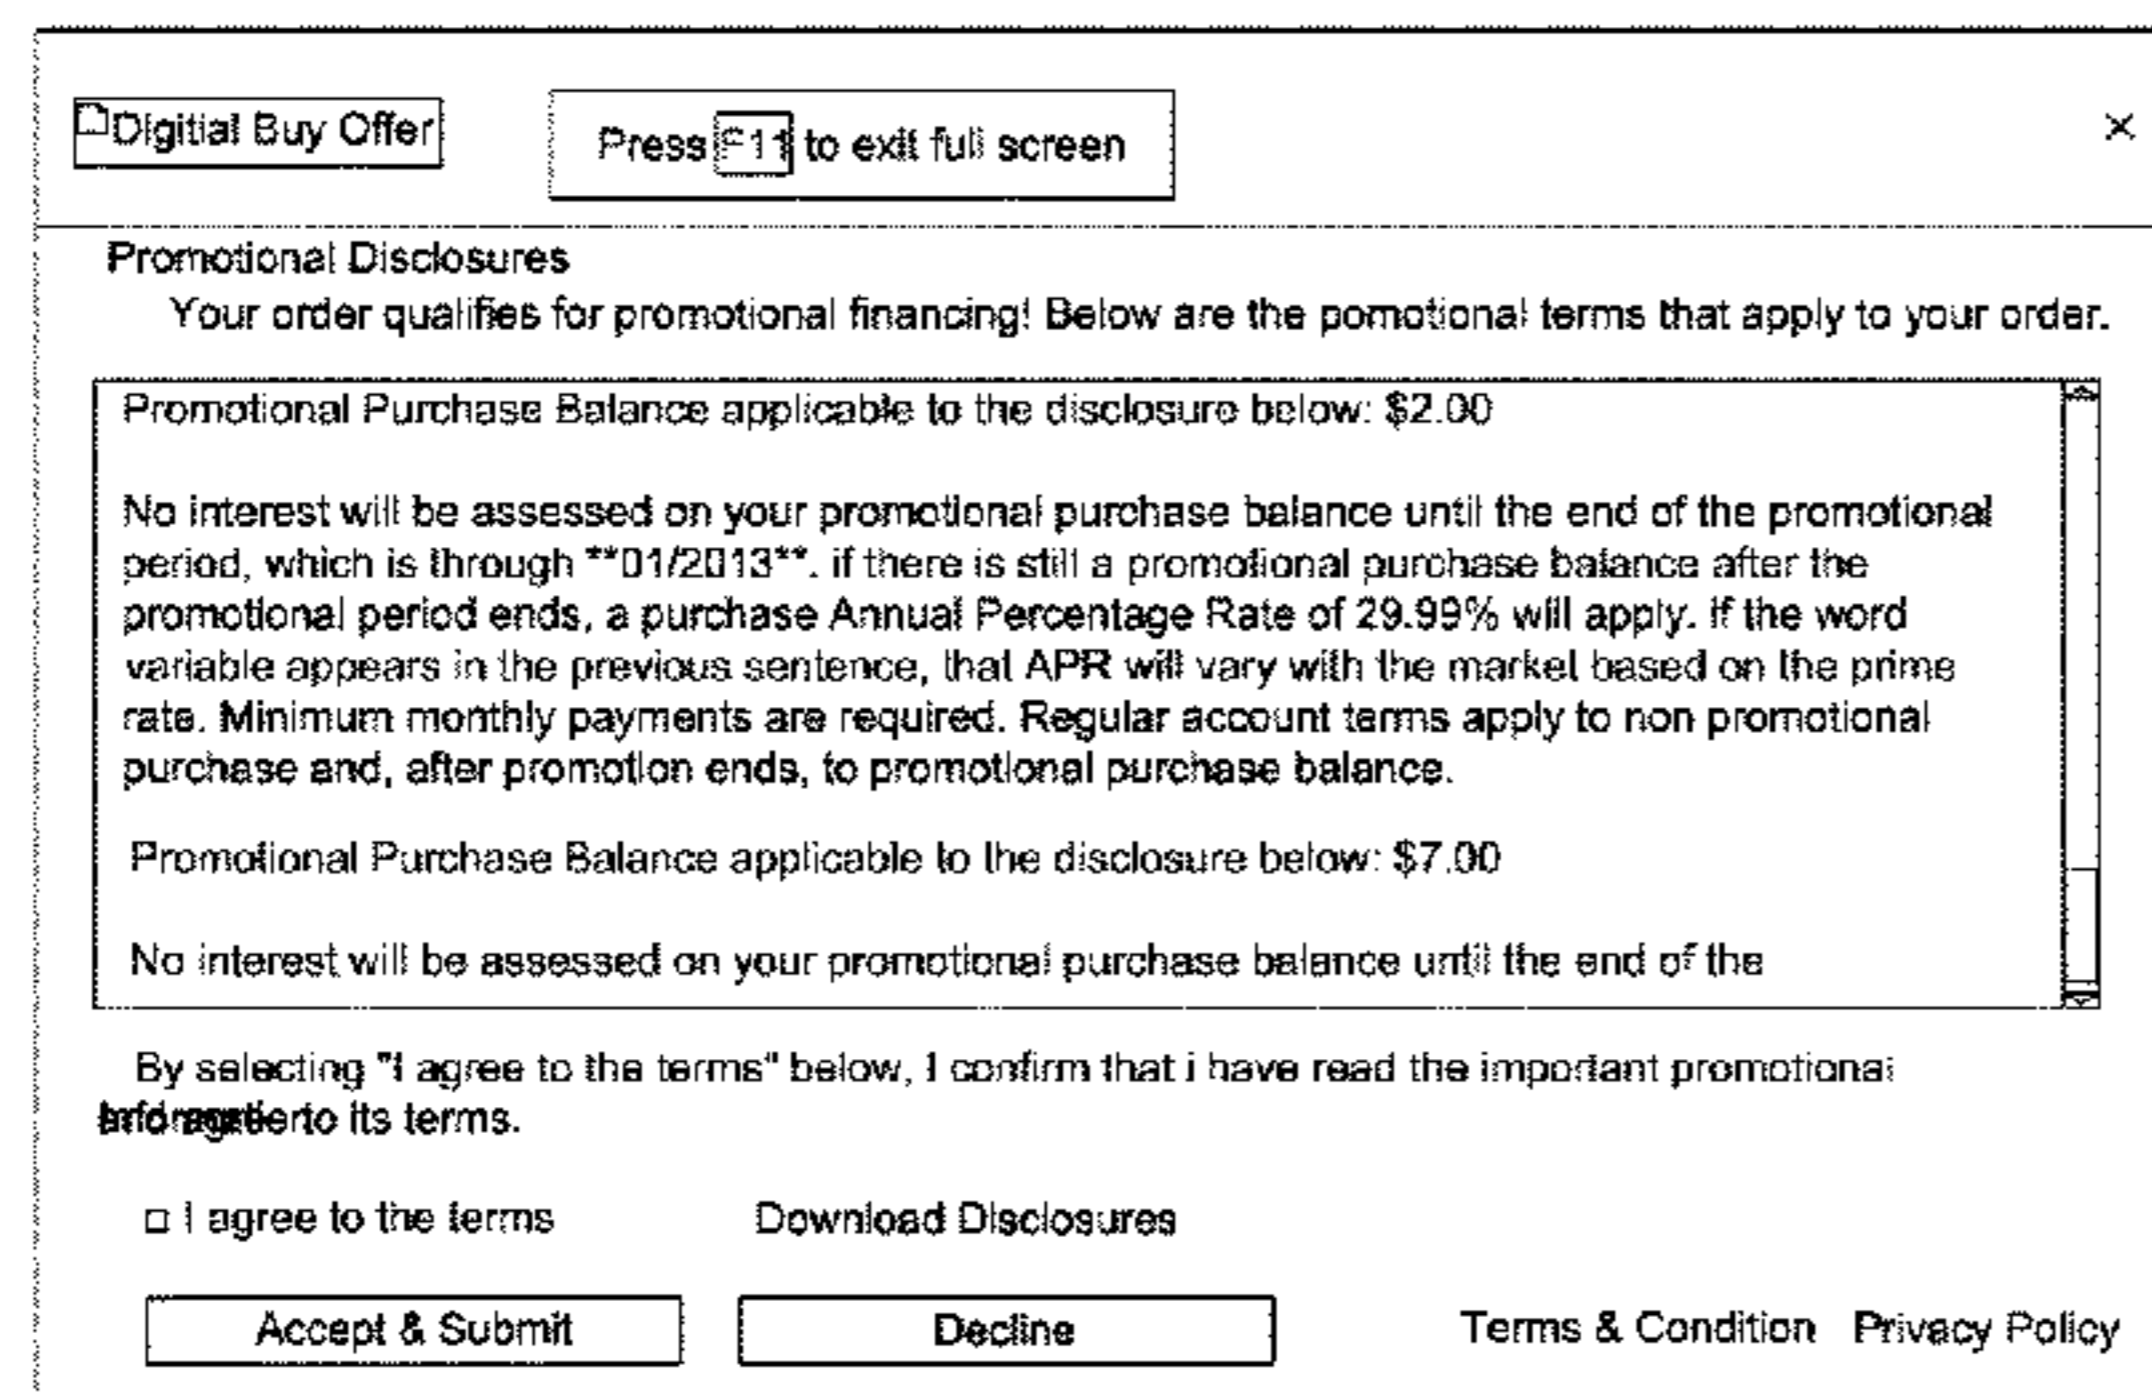 Digitial Buy Offer
Press F11 to exit full screen
×
Promotional Disclosures
Your order qualifies for promotional financing! Below are the pomotional terms that apply to your order.
Promotional Purchase Balance applicable to the disclosure below: $2.00
No interest will be assessed on your promotional purchase balance until the end of the promotional
period, which is through **01/2013**. if there is still a promotional purchase balance after the
promotional period ends, a purchase Annual Percentage Rate of 29.99% will apply. If the word
variable appears in the previous sentence, that APR will vary with the market based on the prime
rate. Minimum monthly payments are required. Regular account terms apply to non promotional
purchase and, after promotion ends, to promotional purchase balance.
Promotional Purchase Balance applicable to the disclosure below: $7.00
No interest will be assessed on your promotional purchase balance until the end of the
By selecting "I agree to the terms" below, I confirm that i have read the important promotional
to its terms.
I agree to the terms
Download Disclosures
Accept & Submit
Decline
Terms & Condition
Privacy Policy